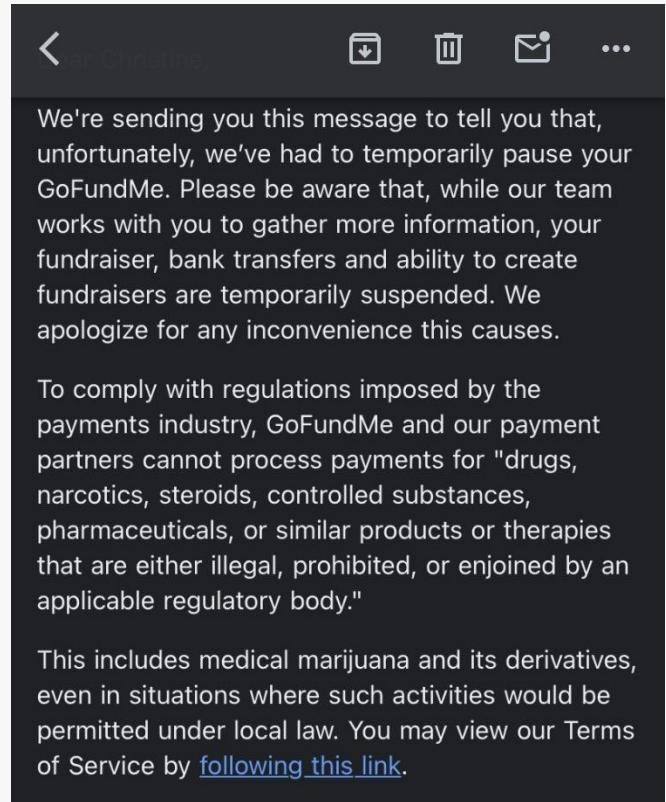 Dear Christine,
We're sending you this message to tell you that,
unfortunately, we’ve had to temporarily pause your
GoFundMe. Please be aware that, while our team
works with you to gather more information, your
fundraiser, bank transfers and ability to create
fundraisers are temporarily suspended. We
apologize for any inconvenience this causes.
To comply with regulations imposed by the
payments industry, GoFundMe and our payment
partners cannot process payments for "drugs,
narcotics, steroids, controlled substances,
pharmaceuticals, or similar products or therapies
that are either illegal, prohibited, or enjoined by an
applicable regulatory body."
This includes medical marijuana and its derivatives,
even in situations where such activities would be
permitted under local law. You may view our Terms
of Service by following this link.